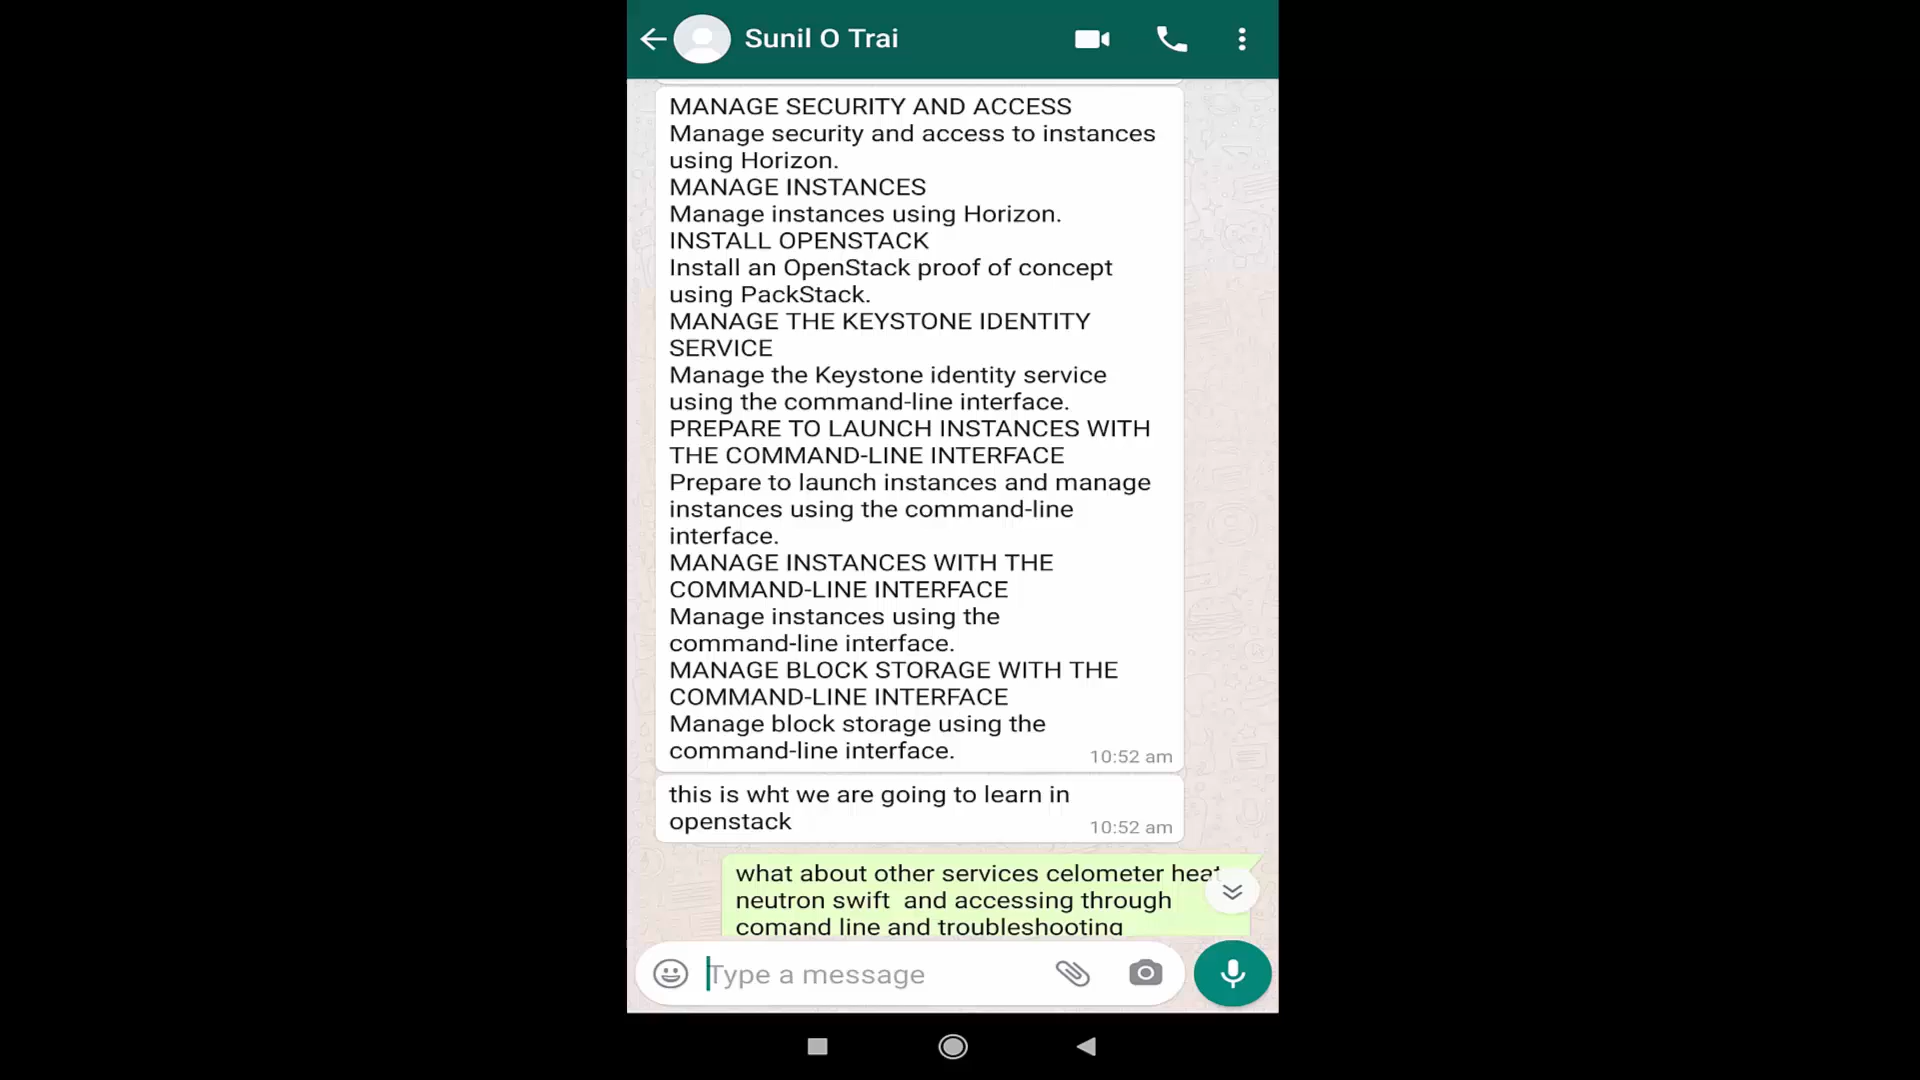 Sunil O Trai
MANAGE SECURITY AND ACCESS
Manage security and access to instances
using Horizon.
MANAGE INSTANCES
Manage instances using Horizon.
INSTALL OPENSTACK
Install an OpenStack proof of concept
using PackStack.
MANAGE THE KEYSTONE IDENTITY
SERVICE
Manage the Keystone identity service
using the command-line interface.
PREPARE TO LAUNCH INSTANCES WITH
THE COMMAND-LINE INTERFACE
Prepare to launch instances and manage
instances using the command-line
interface.
MANAGE INSTANCES WITH THE
COMMAND-LINE INTERFACE
Manage instances using the
command-line interface.
MANAGE BLOCK STORAGE WITH THE
COMMAND-LINE INTERFACE
Manage block storage using the
command-line interface.
10:52 am
this is wht we are going to learn in
openstack
10:52 am
what about other services celometer heat
neutron swift and accessing through
comand line and troubleshooting
Type a message